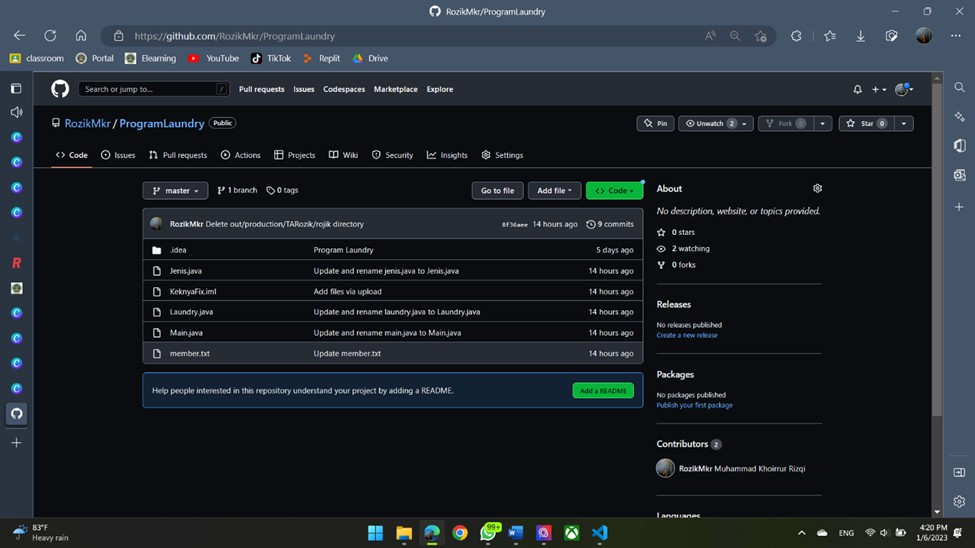 RozikMkr/ProgramLaundry
https://github.com/RozikMkr/ProgramLaundry
classroom Portal Elearning YouTube TikTok Replit Drive
Search or jump to... / Pull requests Issues Codespaces Marketplace Explore
RozikMkr / ProgramLaundry Public Pin Unwatch 2 Fork 0 Star 0
<> Code Issues Pull requests Actions Projects Wiki Security Insights Settings
master 1 branch 0 tags Go to file Add file <> Code
RozikMkr Delete out/production/TARozik/rojik directory 8f36aee 14 hours ago 9 commits
.idea Program Laundry 5 days ago
Jenis.java Update and rename jenis.java to Jenis.java 14 hours ago
KeknyaFix.iml Add files via upload 14 hours ago
Laundry.java Update and rename laundry.java to Laundry.java 14 hours ago
Main.java Update and rename main.java to Main.java 14 hours ago
member.txt Update member.txt 14 hours ago
Help people interested in this repository understand your project by adding a README. Add a README
About
No description, website, or topics provided.
0 stars
2 watching
0 forks
Releases
No releases published
Create a new release
Packages
No packages published
Publish your first package
Contributors 2
RozikMkr Muhammad Khoirrur Rizqi
Languages
83°F
Heavy rain
99+
ENG
4:20 PM
1/6/2023